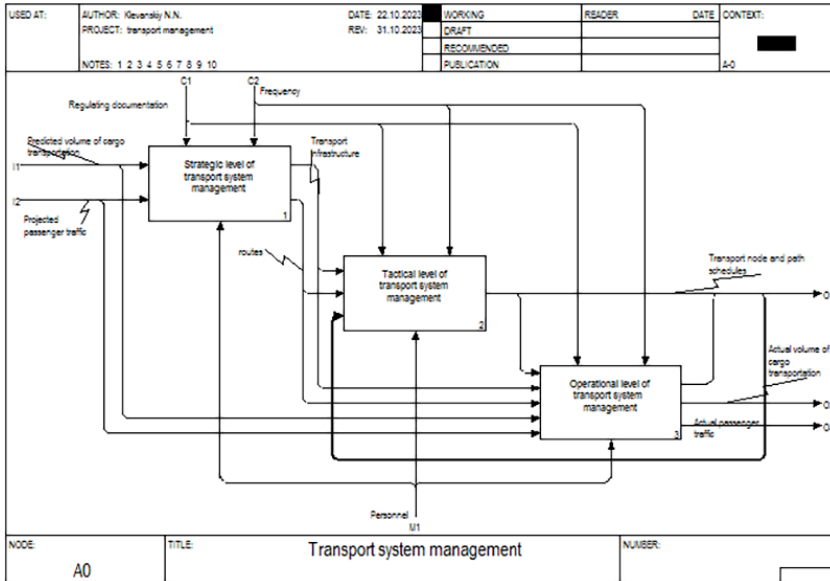 USED AT:
AUTHOR: Klevanskiy N.N.
DATE: 22.10.2023
WORKING
READER
DATE
CONTEXT:
PROJECT: transport management
REV: 31.10.2023
DRAFT
RECOMMENDED
NOTES: 1 2 3 4 5 6 7 8 9 10
PUBLICATION
A-0
C1
C2
Regulating documentation
Frequency
Predicted volume of cargo
transportation
Transport
infrastructure
I1
Strategic level of
transport system
management
1
I2
Projected
passenger traffic
routes
Tactical level of
transport system
management
2
Transport node and path
schedules
O
Actual volume of
cargo
transportation
Operational level of
transport system
management
3
O
Actual passenger
traffic
O
Personnel
M1
NODE:
A0
TITLE:
Transport system management
NUMBER: